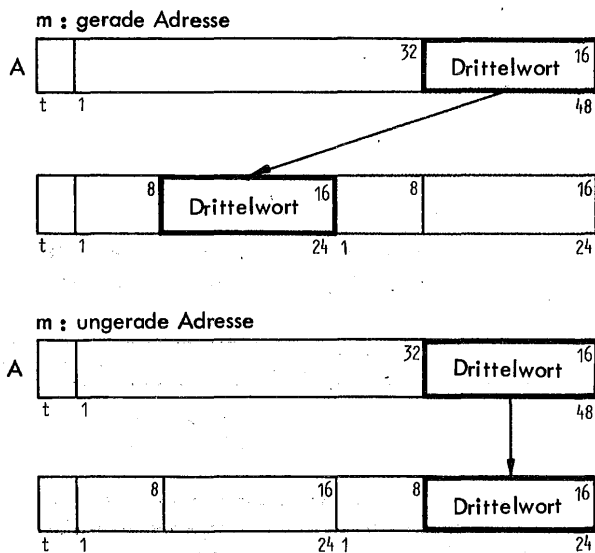 m : gerade Adresse
A 32 Drittelwort 16
t 1 48
8 Drittelwort 16 8 16
t 1 24 1 24
m : ungerade Adresse
A 32 Drittelwort 16
t 1 48
8 16 8 Drittelwort 16
t 1 24 1 24